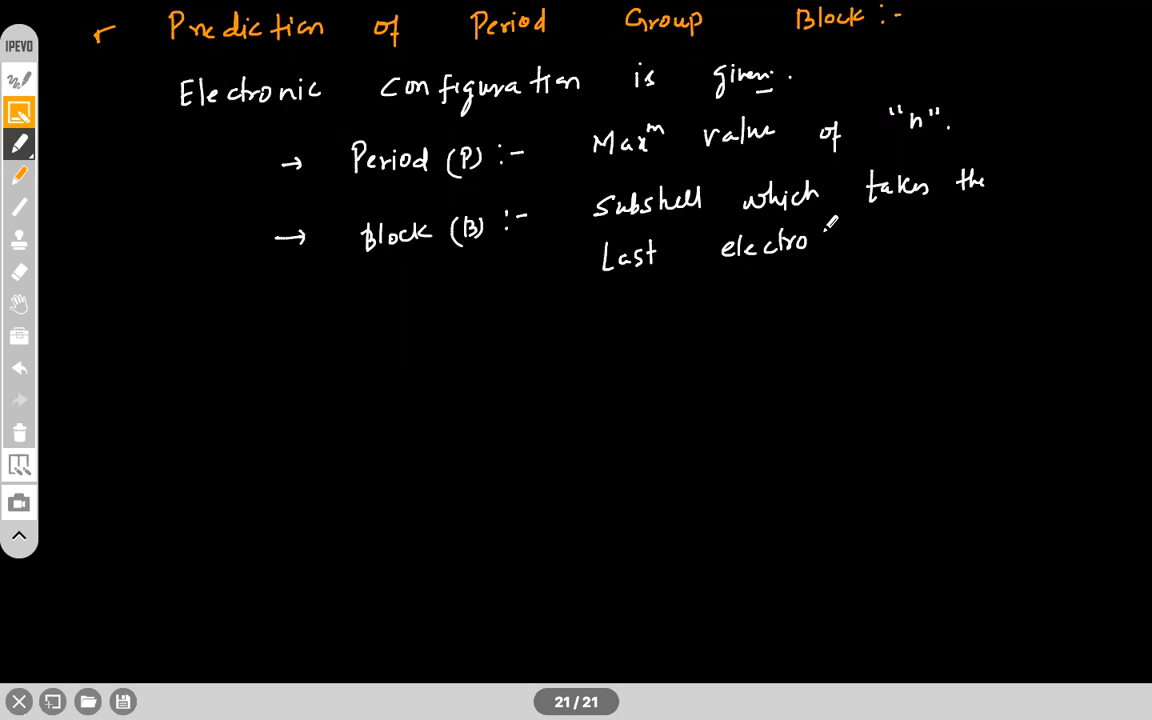 Prediction of Period Group Block :-
Electronic Configuration is given.
→ Period (P) :- Max^m value of "n".
→ Block (B) :- Subshell which takes the
Last electro
IPEVO
21 / 21